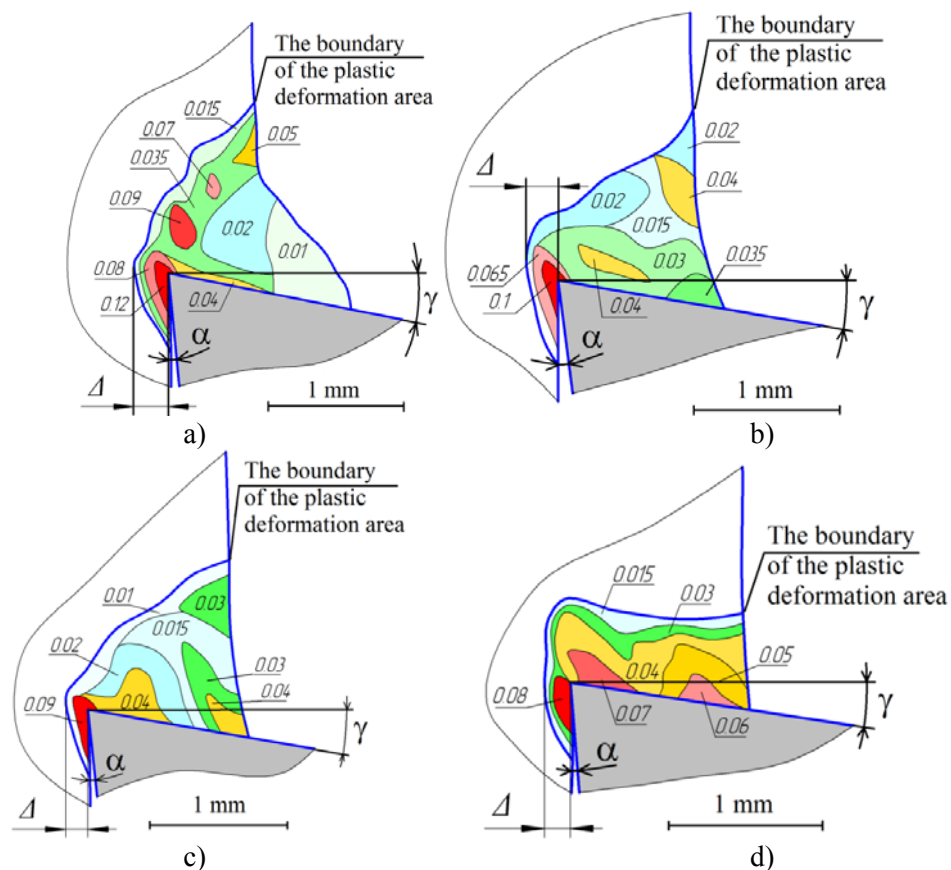 The boundary
of the plastic
deformation area
0.015
0.07
0.05
0.035
0.09
0.02
0.01
0.08
0.12
0.04
γ
α
Δ
1 mm
a)
The boundary
of the plastic
deformation area
0.02
Δ
0.04
0.02
0.015
0.03
0.035
0.065
0.1
0.04
γ
α
1 mm
b)
The boundary
of the plastic
deformation area
0.01
0.03
0.015
0.02
0.03
0.04
0.04
0.09
γ
α
Δ
1 mm
c)
The boundary
of the plastic
deformation area
0.015
0.03
0.04
0.05
0.08
0.07
0.06
γ
α
Δ
1 mm
d)